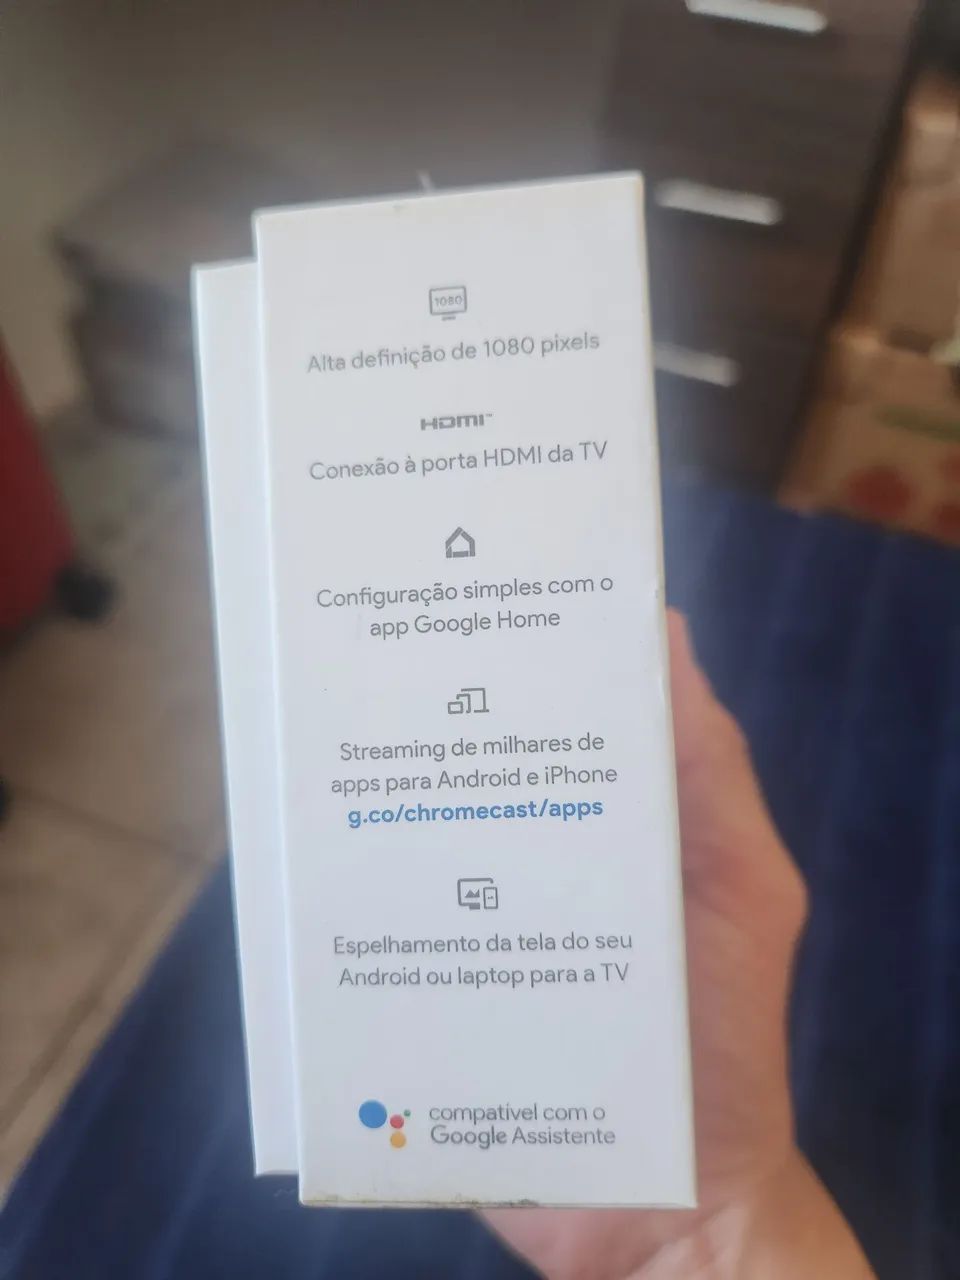 1080
Alta definição de 1080 pixels
HDMI™
Conexão à porta HDMI da TV
Configuração simples com o
app Google Home
Streaming de milhares de
apps para Android e iPhone
g.co/chromecast/apps
Espelhamento da tela do seu
Android ou laptop para a TV
compatível com o
Google Assistente